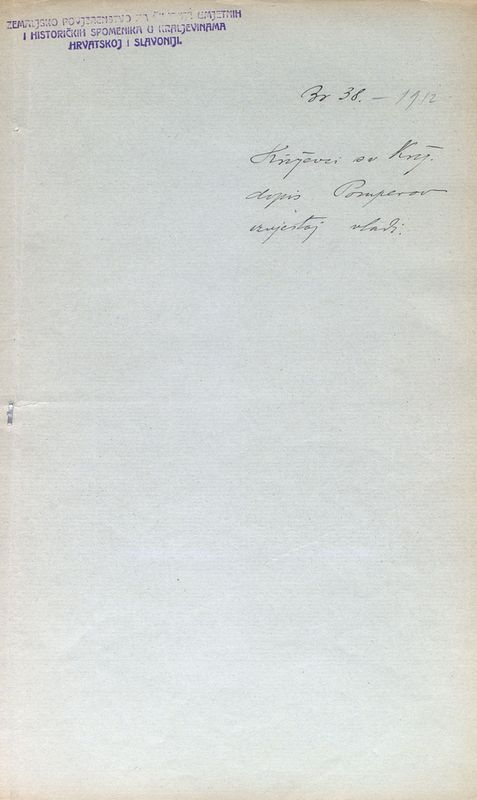 ZEMALJSKO POVJERENSTVO ZA ČUVANJE UMJETNIH
I HISTORIČKIH SPOMENIKA U KRALJEVINAMA
HRVATSKOJ I SLAVONIJI.
Br 38. – 1912
Križevci sv Križ.
dopis Pomperov
izvještaj vladi.